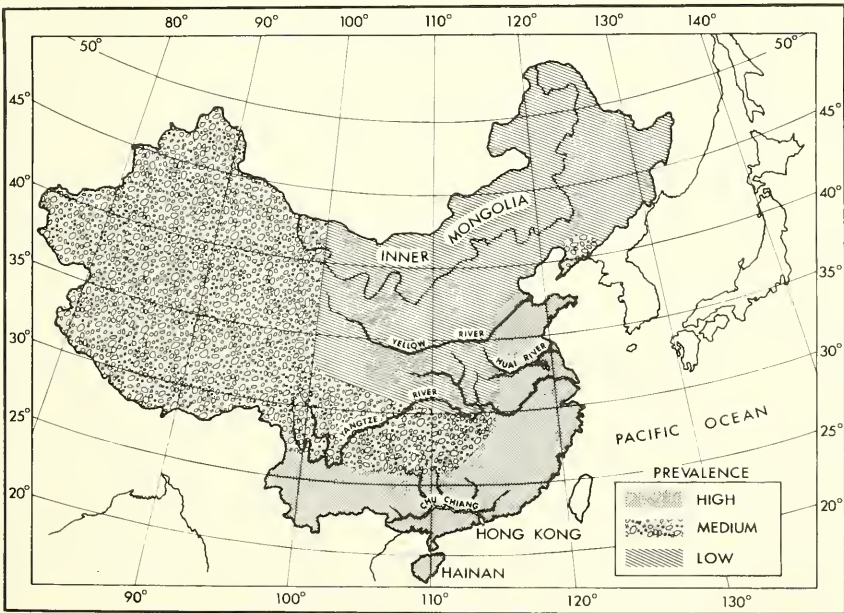 80° 90° 100° 110° 120° 130° 140°
50° 50°
45° 45°
40° 40°
35° 35°
30° 30°
25° 25°
20° 20°
INNER MONGOLIA
YELLOW RIVER
HUAI RIVER
YANGTZE RIVER
CHU CHIANG
PACIFIC OCEAN
HONG KONG
HAINAN
PREVALENCE
HIGH
MEDIUM
LOW
90° 100° 110° 120° 130°